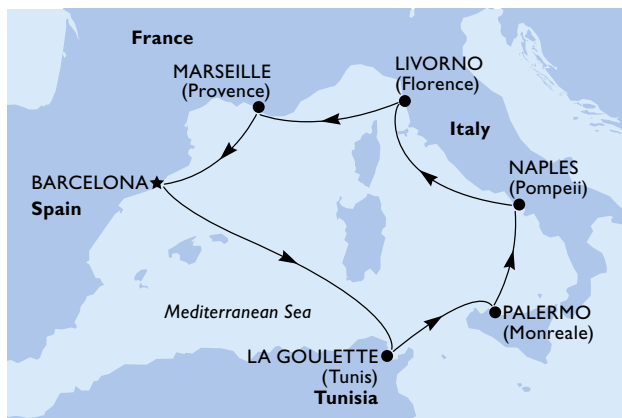 France
MARSEILLE
(Provence)
LIVORNO
(Florence)
Italy
NAPLES
(Pompeii)
BARCELONA
Spain
Mediterranean Sea
PALERMO
(Monreale)
LA GOULETTE
(Tunis)
Tunisia